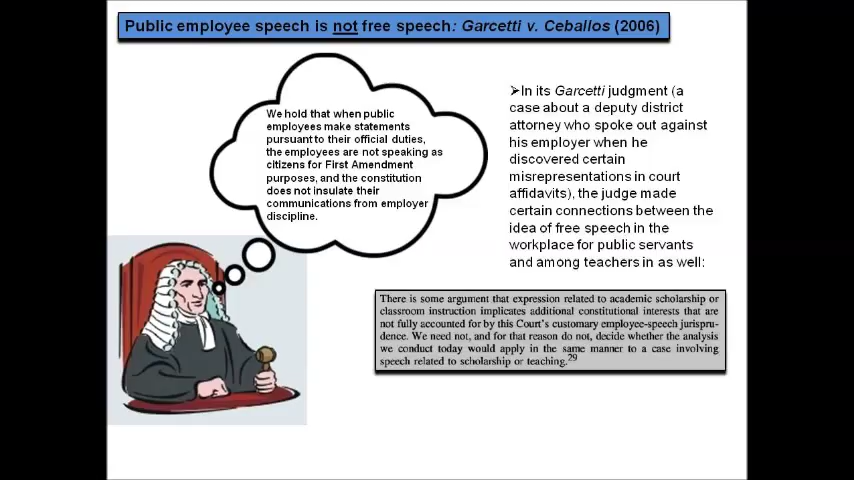 Public employee speech is not free speech: Garcetti v. Ceballos (2006)
We hold that when public
employees make statements
pursuant to their official duties,
the employees are not speaking as
citizens for First Amendment
purposes, and the constitution
does not insulate their
communications from employer
discipline.
➢In its Garcetti judgment (a
case about a deputy district
attorney who spoke out against
his employer when he
discovered certain
misrepresentations in court
affidavits), the judge made
certain connections between the
idea of free speech in the
workplace for public servants
and among teachers in as well:
There is some argument that expression related to academic scholarship or
classroom instruction implicates additional constitutional interests that are
not fully accounted for by this Court's customary employee-speech jurispru-
dence. We need not, and for that reason do not, decide whether the analysis
we conduct today would apply in the same manner to a case involving
speech related to scholarship or teaching.29